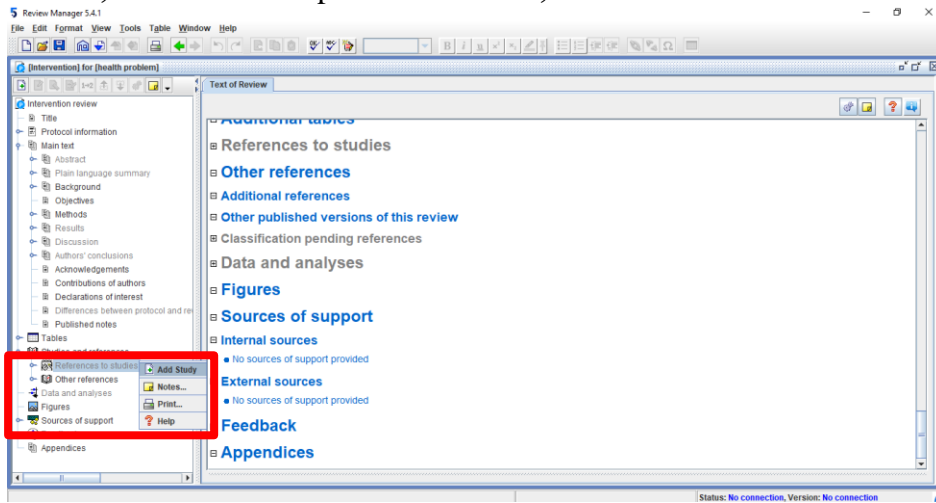 Review Manager 5.4.1
File Edit Format View Tools Table Window Help
[Intervention] for [health problem]
Text of Review
Intervention review
Title
Protocol information
Main text
Abstract
Plain language summary
Background
Objectives
Methods
Results
Discussion
Authors' conclusions
Acknowledgements
Contributions of authors
Declarations of interest
Differences between protocol and re
Published notes
Tables
Studies and references
References to studies
Other references
Data and analyses
Figures
Sources of support
Appendices
Add Study
Notes...
Print...
Help
Additional tables
References to studies
Other references
Additional references
Other published versions of this review
Classification pending references
Data and analyses
Figures
Sources of support
Internal sources
No sources of support provided
External sources
No sources of support provided
Feedback
Appendices
Status: No connection, Version: No connection